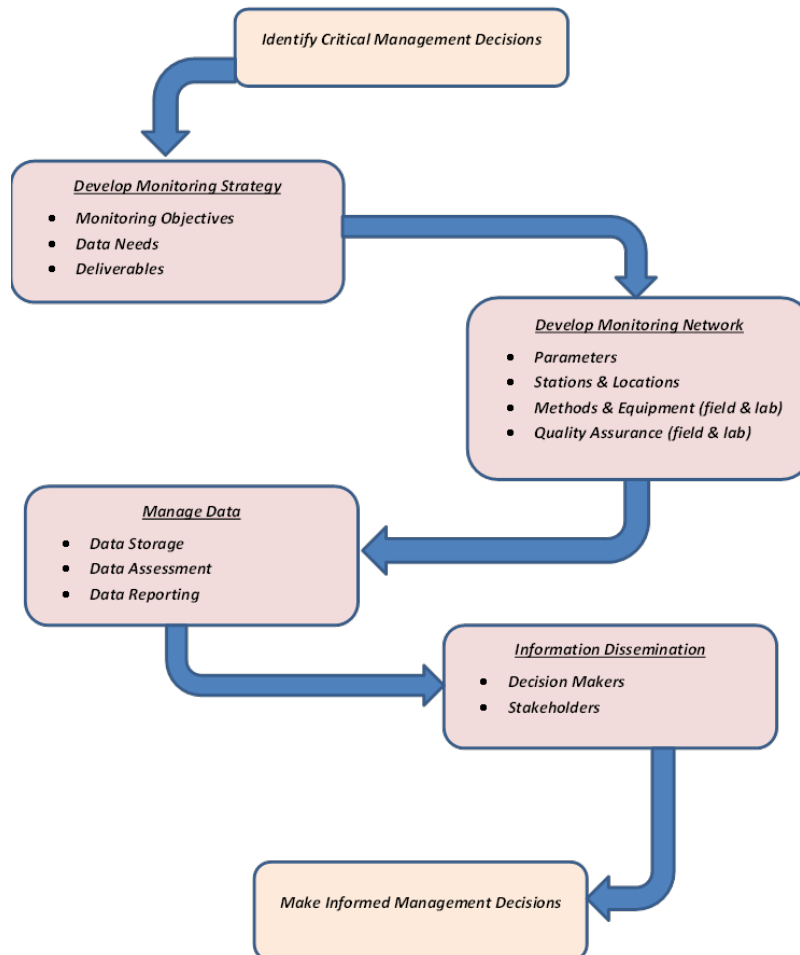 Identify Critical Management Decisions
Develop Monitoring Strategy
• Monitoring Objectives
• Data Needs
• Deliverables
Develop Monitoring Network
• Parameters
• Stations & Locations
• Methods & Equipment (field & lab)
• Quality Assurance (field & lab)
Manage Data
• Data Storage
• Data Assessment
• Data Reporting
Information Dissemination
• Decision Makers
• Stakeholders
Make Informed Management Decisions